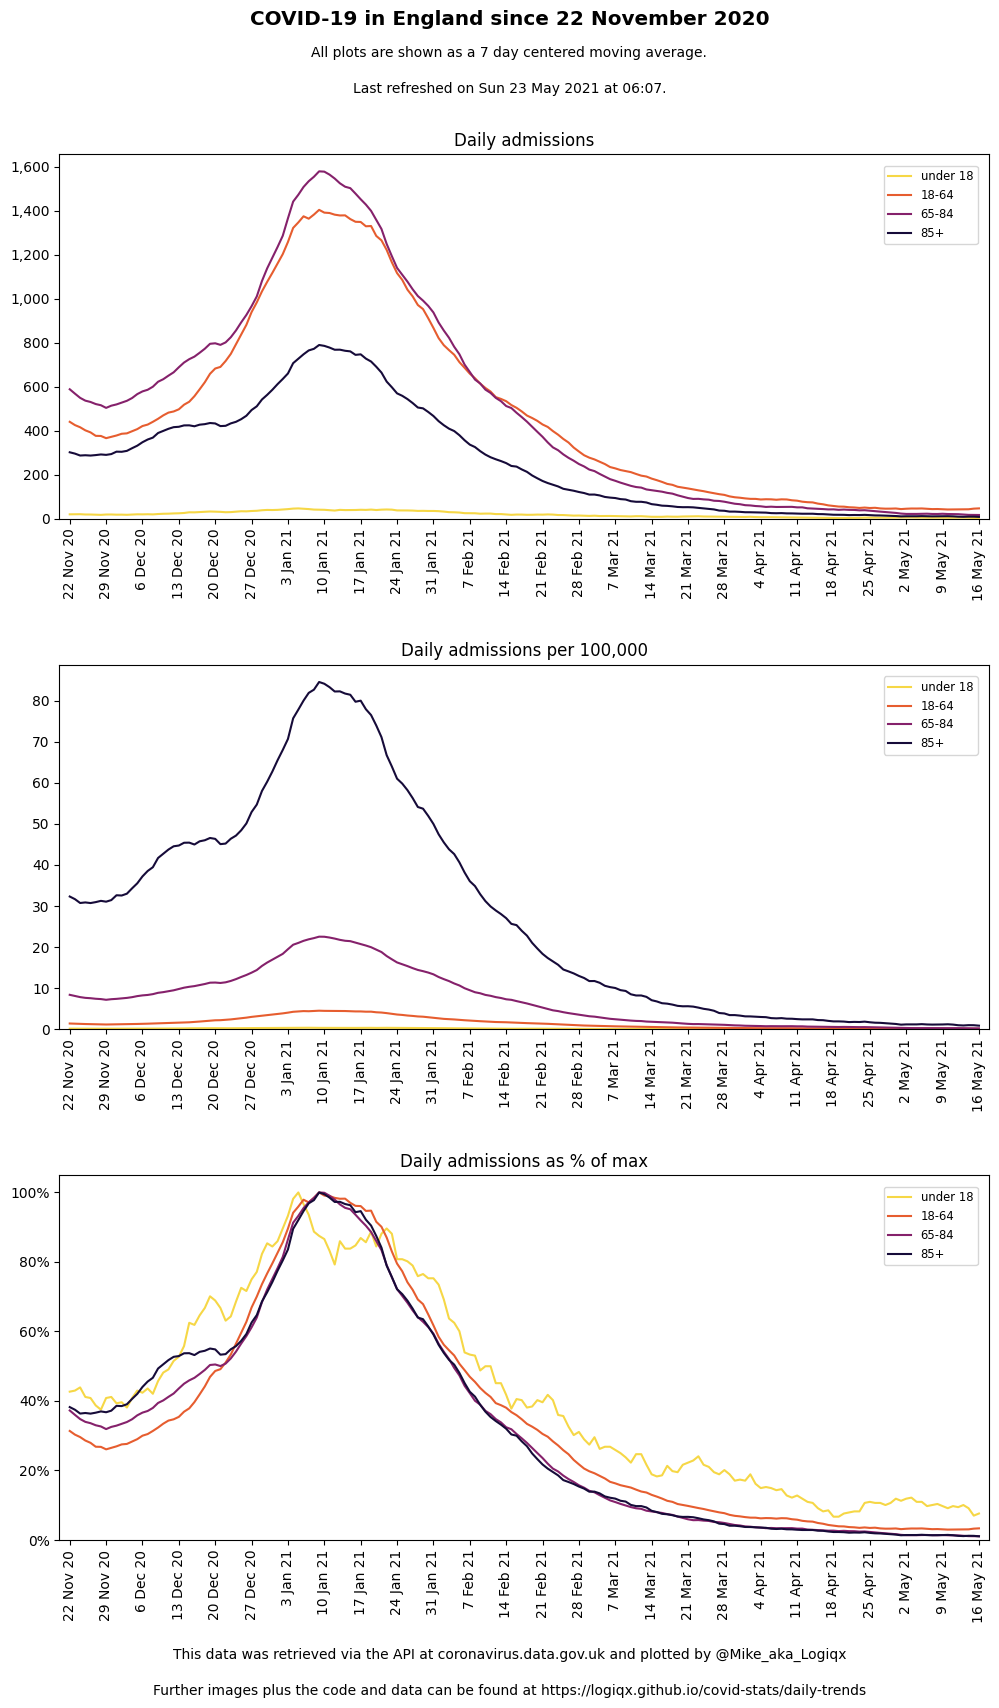 COVID-19 in England since 22 November 2020
All plots are shown as a 7 day centered moving average.
Last refreshed on Sun 23 May 2021 at 06:07.
Daily admissions
1,600
1,400
1,200
1,000
800
600
400
200
0
under 18
18-64
65-84
85+
22 Nov 20
29 Nov 20
6 Dec 20
13 Dec 20
20 Dec 20
27 Dec 20
3 Jan 21
10 Jan 21
17 Jan 21
24 Jan 21
31 Jan 21
7 Feb 21
14 Feb 21
21 Feb 21
28 Feb 21
7 Mar 21
14 Mar 21
21 Mar 21
28 Mar 21
4 Apr 21
11 Apr 21
18 Apr 21
25 Apr 21
2 May 21
9 May 21
16 May 21
Daily admissions per 100,000
80
70
60
50
40
30
20
10
0
under 18
18-64
65-84
85+
22 Nov 20
29 Nov 20
6 Dec 20
13 Dec 20
20 Dec 20
27 Dec 20
3 Jan 21
10 Jan 21
17 Jan 21
24 Jan 21
31 Jan 21
7 Feb 21
14 Feb 21
21 Feb 21
28 Feb 21
7 Mar 21
14 Mar 21
21 Mar 21
28 Mar 21
4 Apr 21
11 Apr 21
18 Apr 21
25 Apr 21
2 May 21
9 May 21
16 May 21
Daily admissions as % of max
100%
80%
60%
40%
20%
0%
under 18
18-64
65-84
85+
22 Nov 20
29 Nov 20
6 Dec 20
13 Dec 20
20 Dec 20
27 Dec 20
3 Jan 21
10 Jan 21
17 Jan 21
24 Jan 21
31 Jan 21
7 Feb 21
14 Feb 21
21 Feb 21
28 Feb 21
7 Mar 21
14 Mar 21
21 Mar 21
28 Mar 21
4 Apr 21
11 Apr 21
18 Apr 21
25 Apr 21
2 May 21
9 May 21
16 May 21
This data was retrieved via the API at coronavirus.data.gov.uk and plotted by @Mike_aka_Logiqx
Further images plus the code and data can be found at https://logiqx.github.io/covid-stats/daily-trends